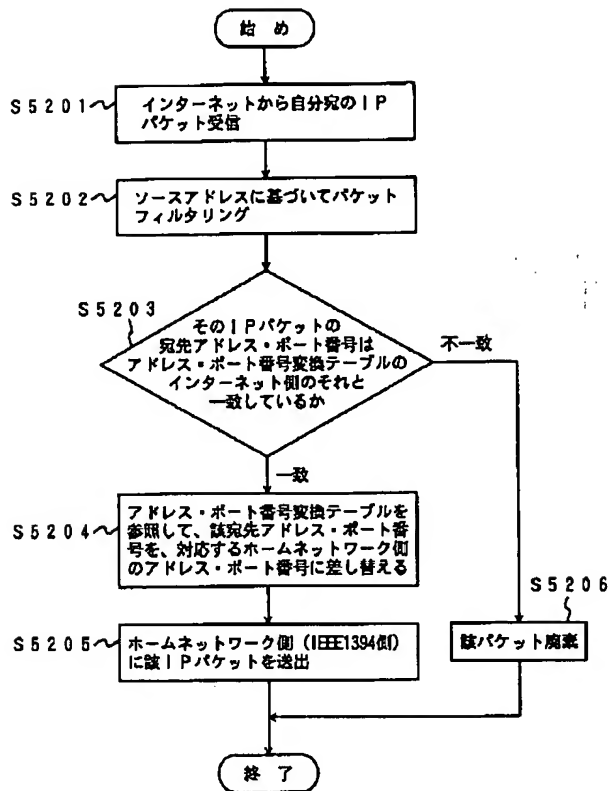 始 め
S5201
インターネットから自分宛のIP
パケット受信
S5202
ソースアドレスに基づいてパケット
フィルタリング
S5203
そのIPパケットの
宛先アドレス・ポート番号は
アドレス・ポート番号変換テーブルの
インターネット側のそれと
一致しているか
不一致
一致
S5204
アドレス・ポート番号変換テーブルを
参照して、該宛先アドレス・ポート番
号を、対応するホームネットワーク側
のアドレス・ポート番号に差し替える
S5206
該パケット廃棄
S5205
ホームネットワーク側(IEEE1394側)
に該IPパケットを送出
終 了